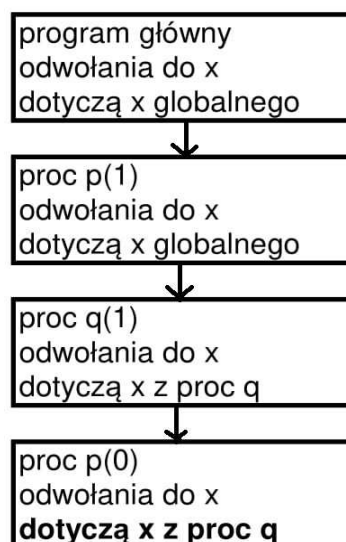 program główny
odwołania do x
dotyczą x globalnego
proc p(1)
odwołania do x
dotyczą x globalnego
proc q(1)
odwołania do x
dotyczą x z proc q
proc p(0)
odwołania do x
dotyczą x z proc q